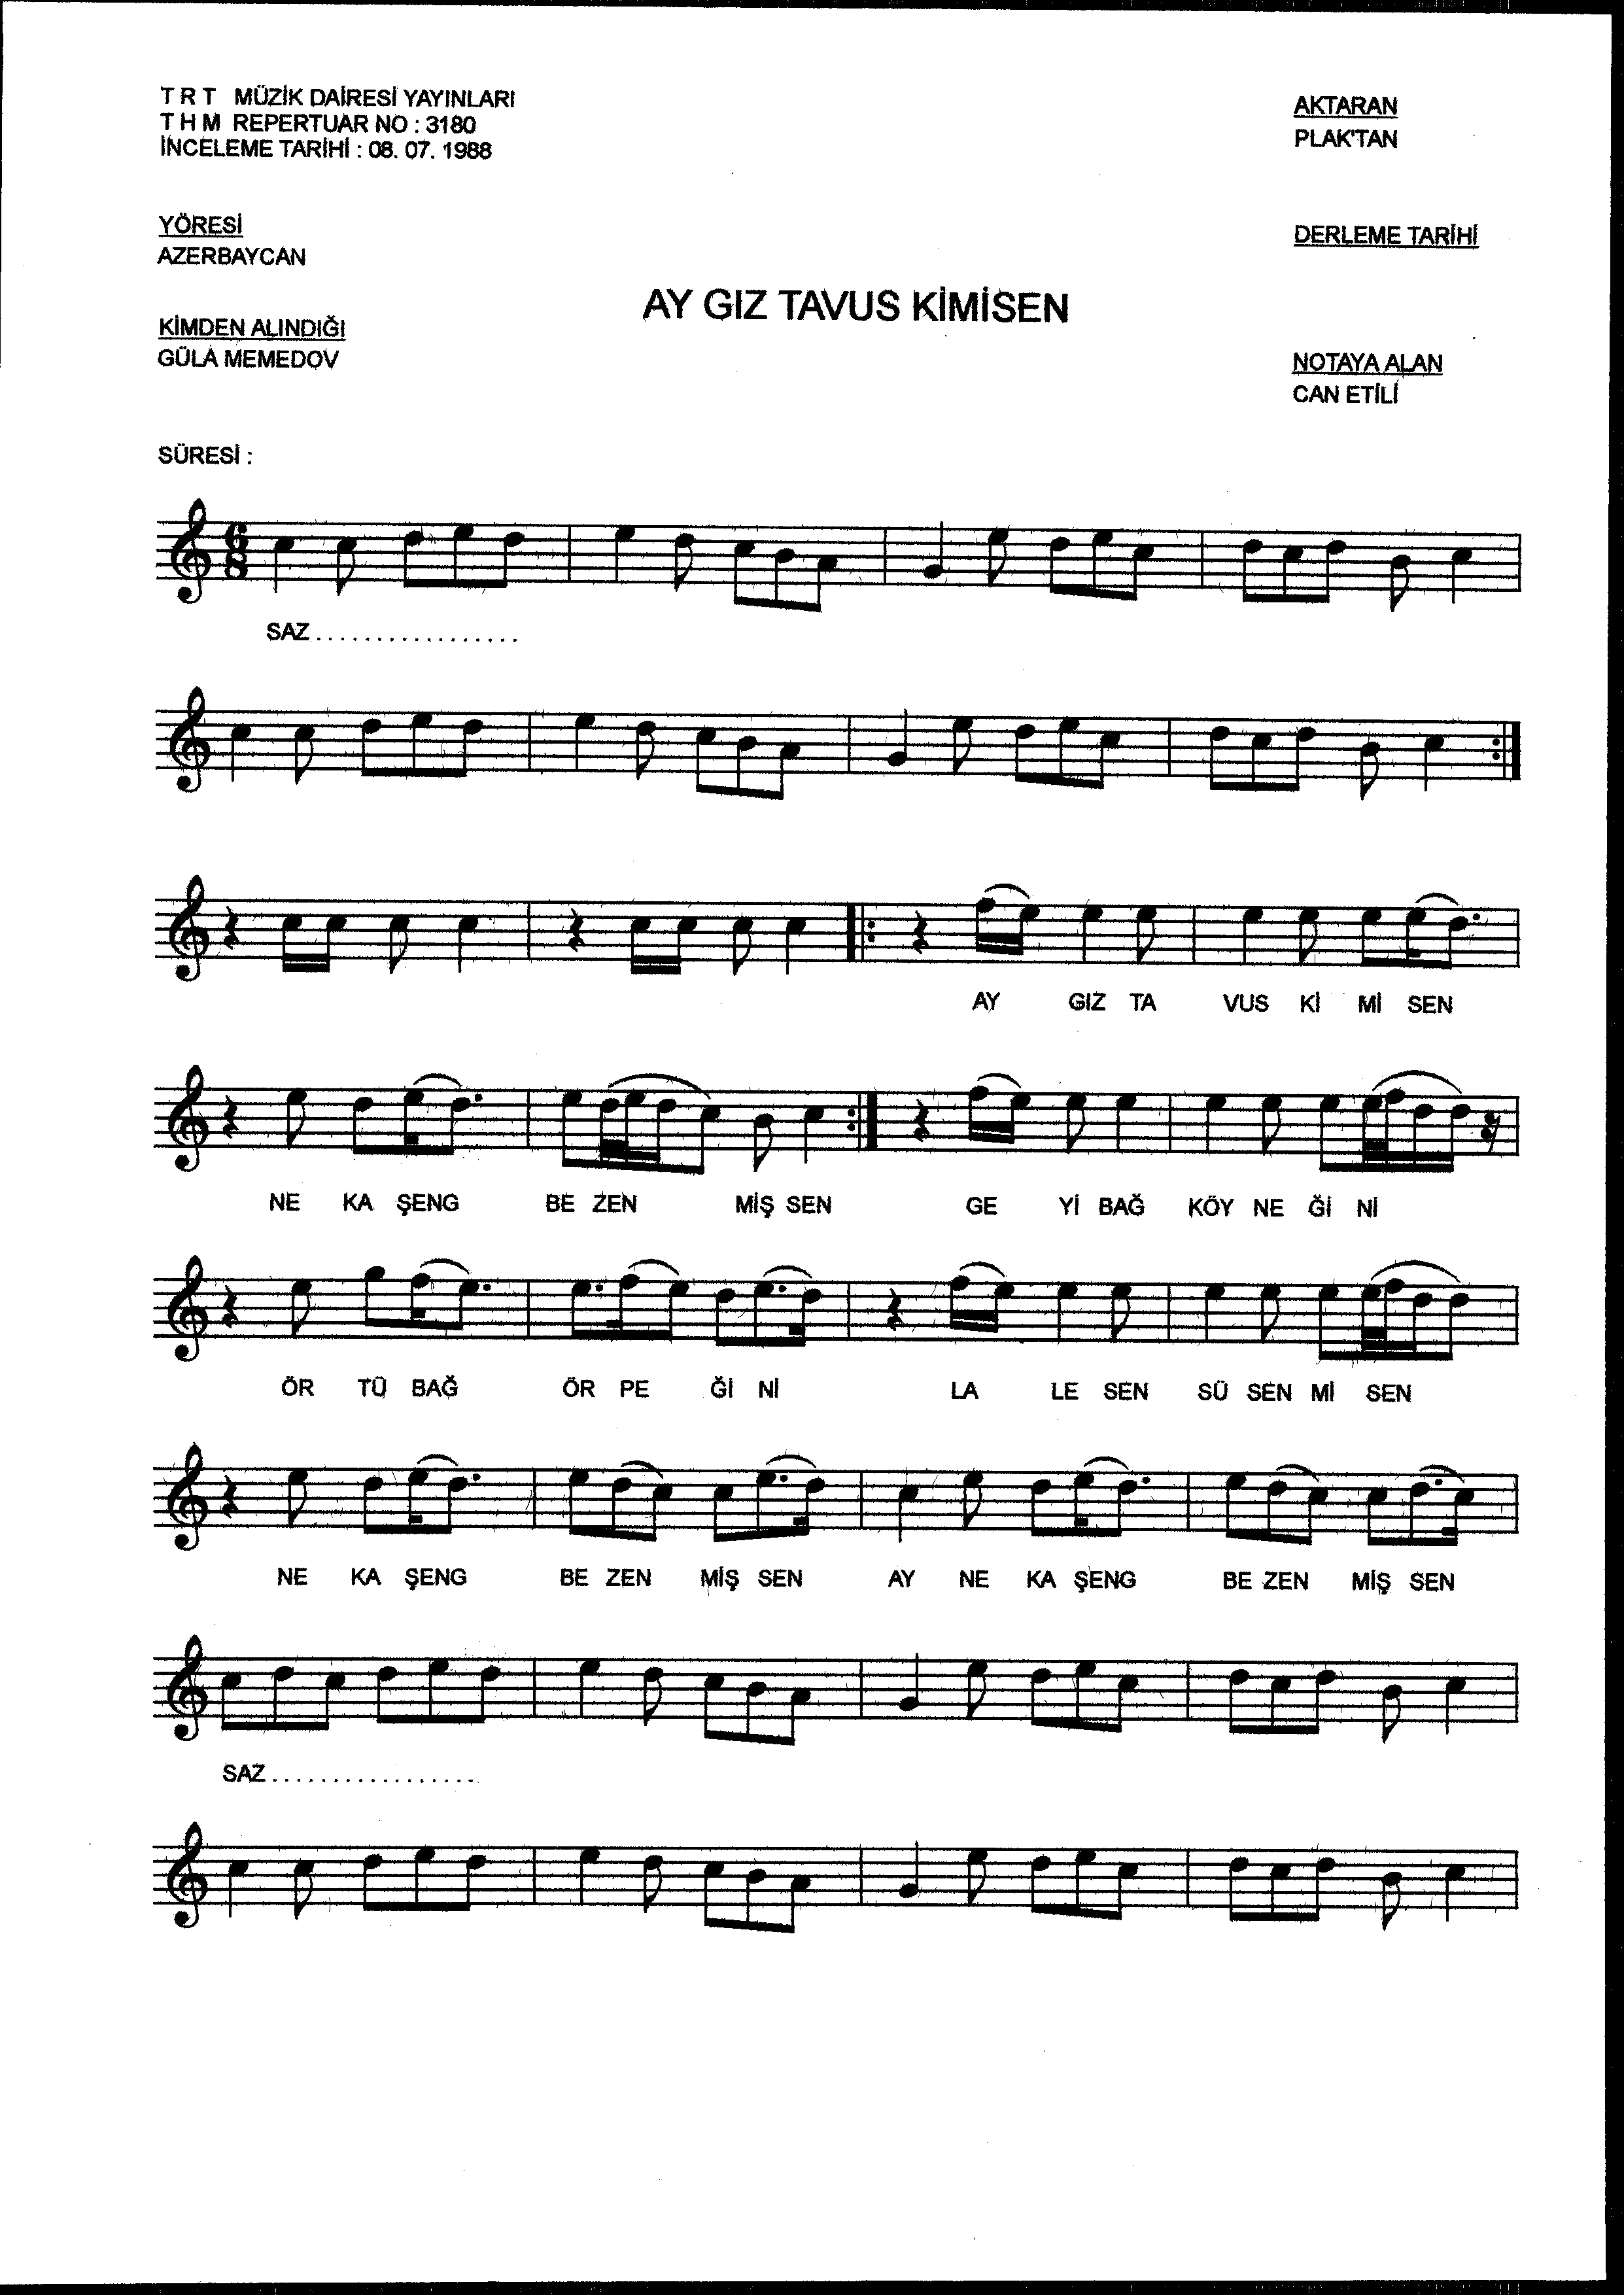 T R T MÜZİK DAİRESİ YAYINLARI
T H M REPERTUAR NO : 3180
İNCELEME TARİHİ : 08. 07. 1988
AKTARAN
PLAK'TAN
YÖRESİ
AZERBAYCAN
DERLEME TARİHİ
AY GIZ TAVUS KİMİSEN
KİMDEN ALINDIĞI
GÜLA MEMEDOV
NOTAYA ALAN
CAN ETİLİ
SÜRESİ :
6
8
SAZ . . . . . . . . . . . . . . . . .
AY GIZ TA VUS Kİ Mİ SEN
NE KA ŞENG BE ZEN MİŞ SEN GE Yİ BAĞ KÖY NE Ğİ Nİ
ÖR TÜ BAĞ ÖR PE Ğİ Nİ LA LE SEN SÜ SEN Mİ SEN
NE KA ŞENG BE ZEN MİŞ SEN AY NE KA ŞENG BE ZEN MİŞ SEN
SAZ . . . . . . . . . . . . . . . . .